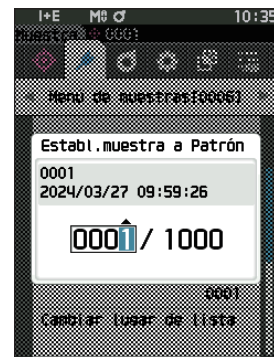 I+E M 10:35
Muestra 0001
* Menú de muestras[0006] *
Establ.muestra a Patrón
0001
2024/03/27 09:59:26
0001 / 1000
0001
Cambiar lugar de lista